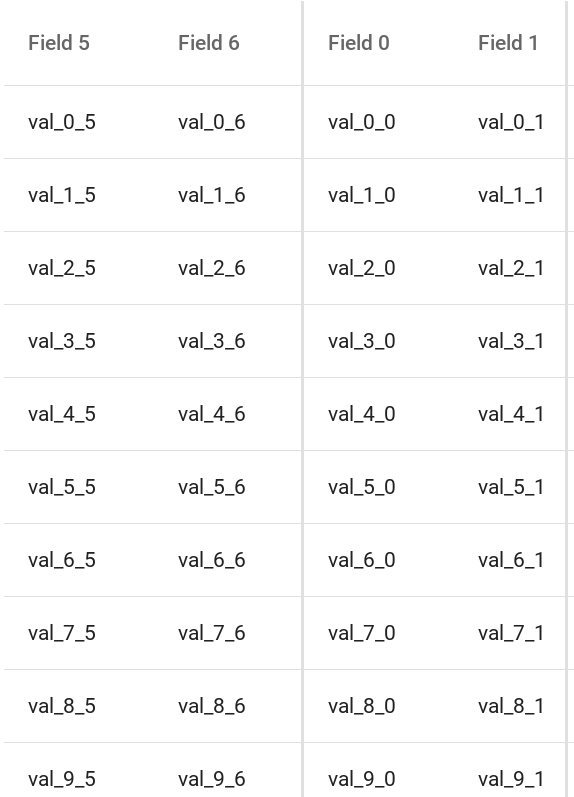 Field 5 Field 6 Field 0 Field 1
val_0_5 val_0_6 val_0_0 val_0_1
val_1_5 val_1_6 val_1_0 val_1_1
val_2_5 val_2_6 val_2_0 val_2_1
val_3_5 val_3_6 val_3_0 val_3_1
val_4_5 val_4_6 val_4_0 val_4_1
val_5_5 val_5_6 val_5_0 val_5_1
val_6_5 val_6_6 val_6_0 val_6_1
val_7_5 val_7_6 val_7_0 val_7_1
val_8_5 val_8_6 val_8_0 val_8_1
val_9_5 val_9_6 val_9_0 val_9_1